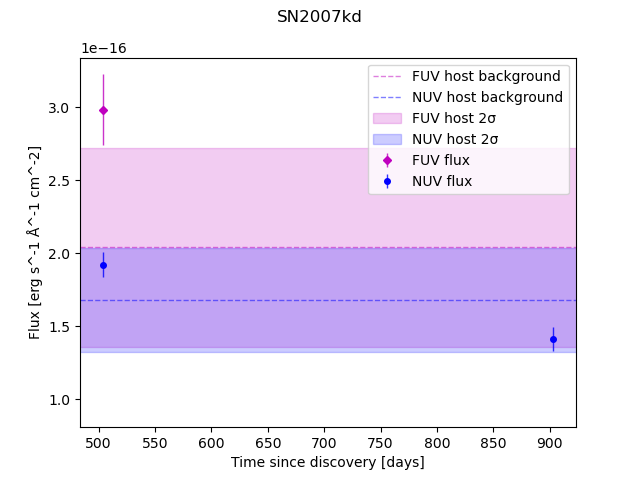 SN2007kd
1e−16
FUV host background
NUV host background
FUV host 2σ
NUV host 2σ
FUV flux
NUV flux
3.0
2.5
2.0
1.5
1.0
Flux [erg s^-1 Å^-1 cm^-2]
500 550 600 650 700 750 800 850 900
Time since discovery [days]